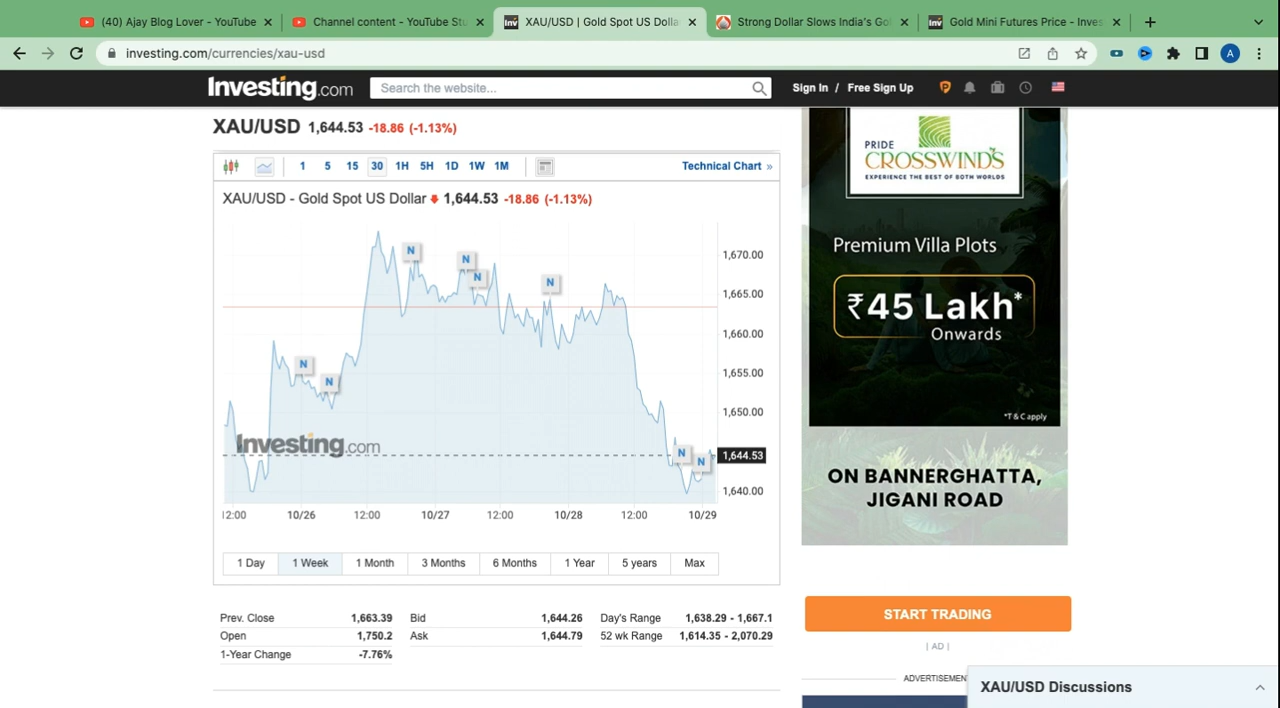 (40) Ajay Blog Lover - YouTube
Channel content - YouTube Stu
XAU/USD | Gold Spot US Dolla
Strong Dollar Slows India's Go
Gold Mini Futures Price - Inves
investing.com/currencies/xau-usd
A
Investing.com
Search the website...
Sign In / Free Sign Up
XAU/USD 1,644.53 -18.86 (-1.13%)
1 5 15 30 1H 5H 1D 1W 1M
Technical Chart »
XAU/USD - Gold Spot US Dollar 1,644.53 -18.86 (-1.13%)
N
N
N
N
N
N
N
N
1,670.00
1,665.00
1,660.00
1,655.00
1,650.00
1,644.53
1,640.00
Investing.com
12:00 10/26 12:00 10/27 12:00 10/28 12:00 10/29
1 Day 1 Week 1 Month 3 Months 6 Months 1 Year 5 years Max
Prev. Close 1,663.39 Bid 1,644.26 Day's Range 1,638.29 - 1,667.1
Open 1,750.2 Ask 1,644.79 52 wk Range 1,614.35 - 2,070.29
1-Year Change -7.76%
PRIDE
CROSSWINDS
EXPERIENCE THE BEST OF BOTH WORLDS
Premium Villa Plots
₹45 Lakh*
Onwards
*T & C apply
ON BANNERGHATTA,
JIGANI ROAD
START TRADING
| AD |
ADVERTISEMEN
XAU/USD Discussions